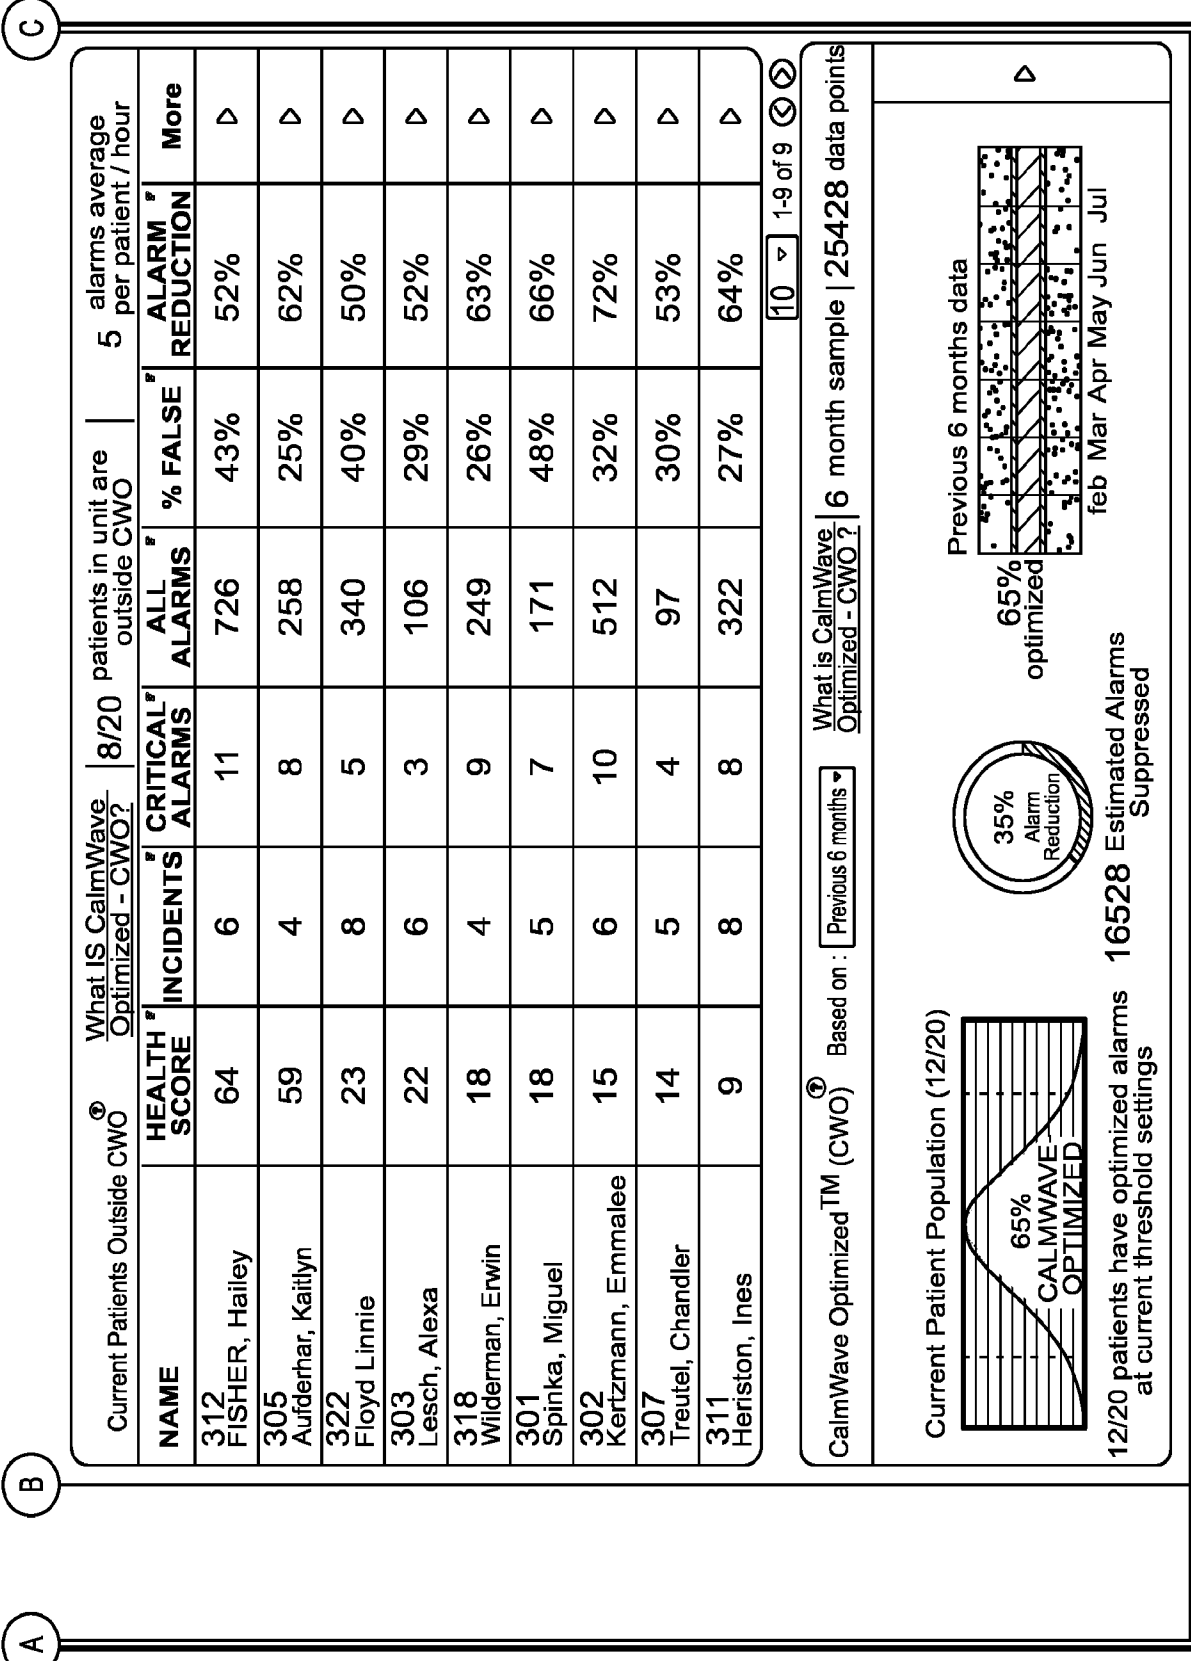 A
B
C
Current Patients Outside CWO ?
What IS CalmWave
Optimized - CWO?
8/20 patients in unit are
outside CWO
5 alarms average
per patient / hour
NAME HEALTH SCORE INCIDENTS CRITICAL ALARMS ALL ALARMS % FALSE ALARM REDUCTION More
312
FISHER, Hailey 64 6 11 726 43% 52%
305
Aufderhar, Kaitlyn 59 4 8 258 25% 62%
322
Floyd Linnie 23 8 5 340 40% 50%
303
Lesch, Alexa 22 6 3 106 29% 52%
318
Wilderman, Erwin 18 4 9 249 26% 63%
301
Spinka, Miguel 18 5 7 171 48% 66%
302
Kertzmann, Emmalee 15 6 10 512 32% 72%
307
Treutel, Chandler 14 5 4 97 30% 53%
311
Heriston, Ines 9 8 8 322 27% 64%
10 1-9 of 9
CalmWave Optimized TM (CWO) ?
Based on : Previous 6 months
What is CalmWave
Optimized - CWO ?
6 month sample | 25428 data points
Current Patient Population (12/20)
65%
CALMWAVE
OPTIMIZED
12/20 patients have optimized alarms
at current threshold settings
35%
Alarm
Reduction
16528 Estimated Alarms
Suppressed
Previous 6 months data
65%
optimized
feb Mar Apr May Jun Jul